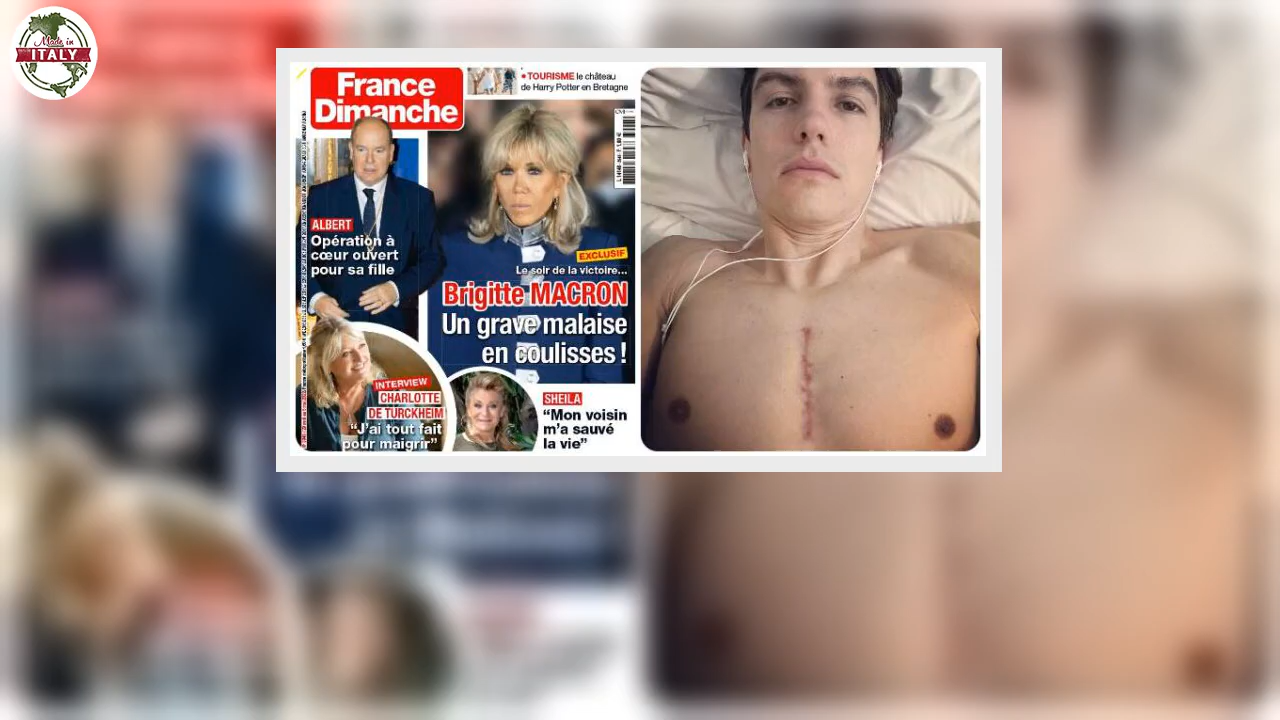 Made in
ITALY
France
Dimanche
• TOURISME le château
de Harry Potter en Bretagne
ALBERT
Opération à
cœur ouvert
pour sa fille
EXCLUSIF
Le soir de la victoire...
Brigitte MACRON
Un grave malaise
en coulisses !
INTERVIEW
CHARLOTTE
DE TURCKHEIM
“J’ai tout fait
pour maigrir”
SHEILA
“Mon voisin
m’a sauvé
la vie”